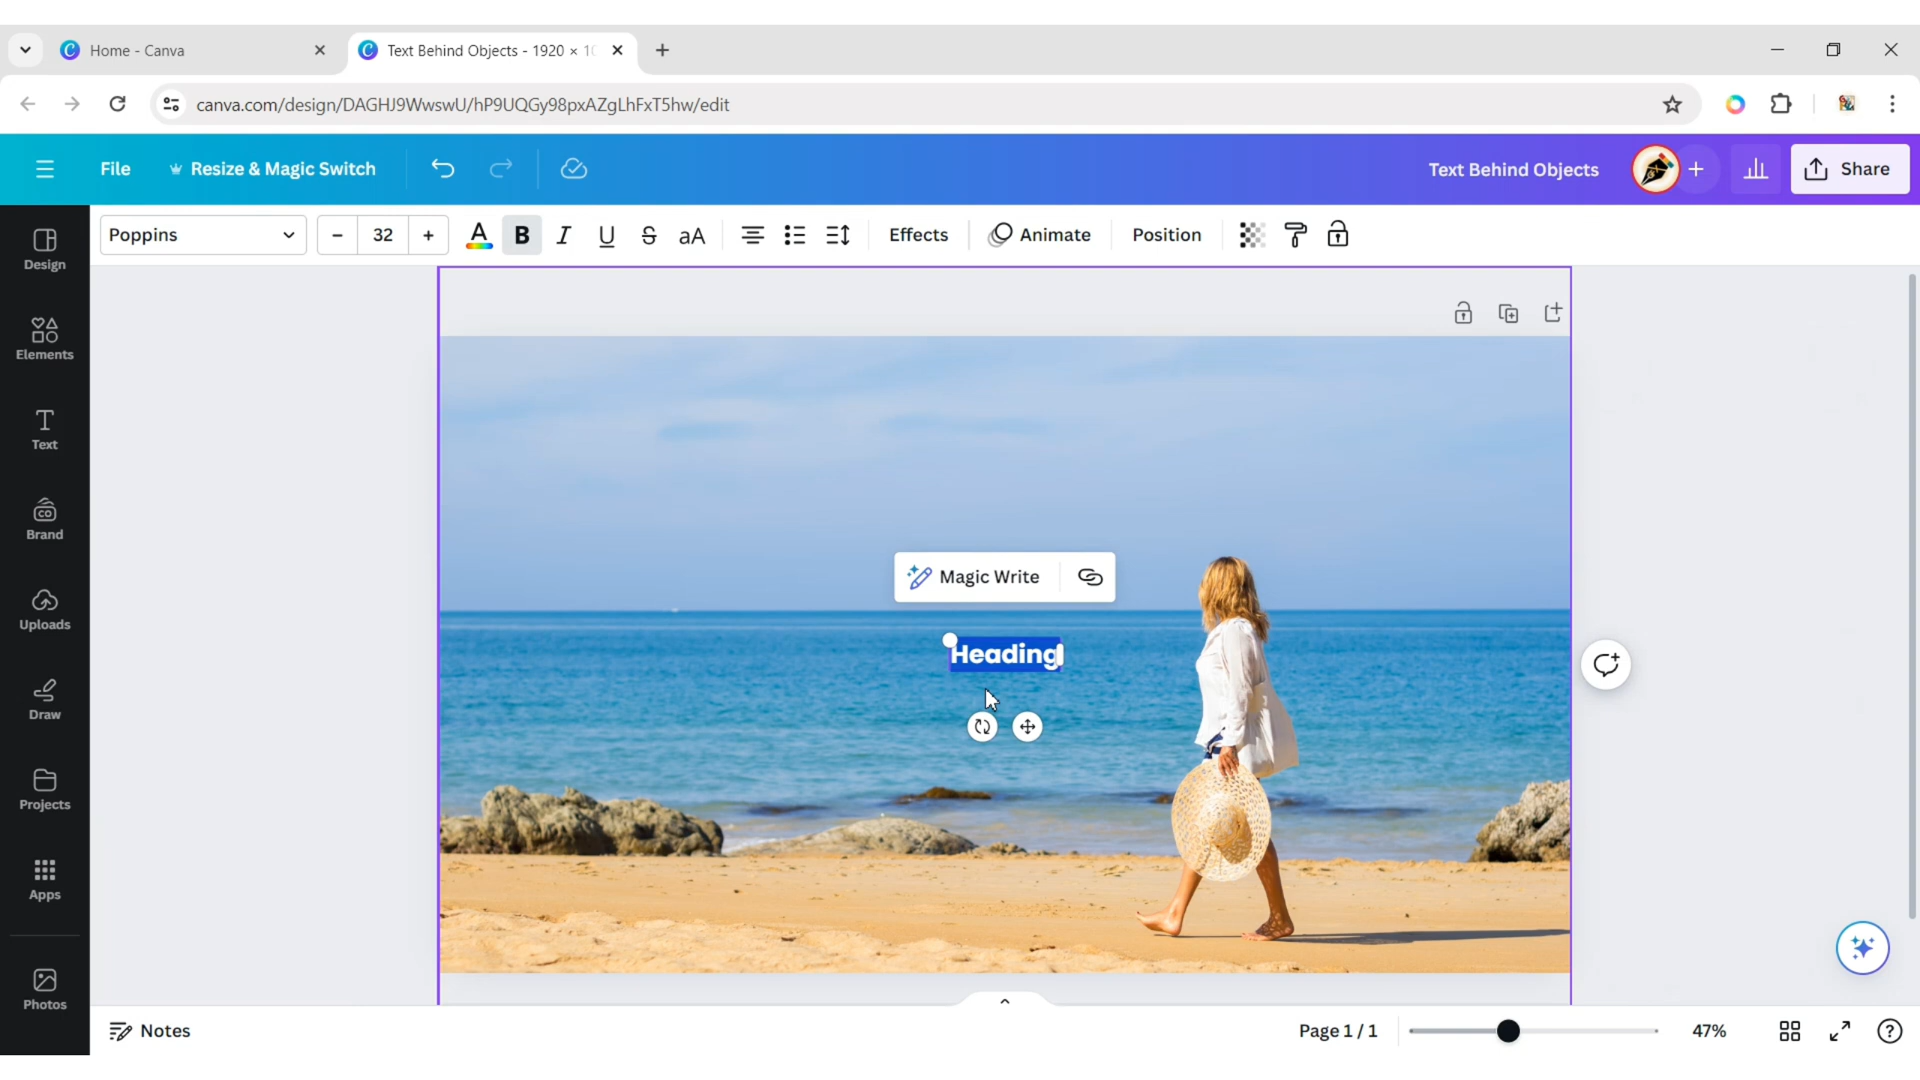 Home - Canva
Text Behind Objects - 1920 × 10
canva.com/design/DAGHJ9WwswU/hP9UQGy98pxAZgLhFxT5hw/edit
File
Resize & Magic Switch
Text Behind Objects
Share
Poppins
- 32 +
A B I U S aA
Effects
Animate
Position
Design
Elements
Text
Brand
Uploads
Draw
Projects
Apps
Photos
Magic Write
Heading
Notes
Page 1 / 1
47%